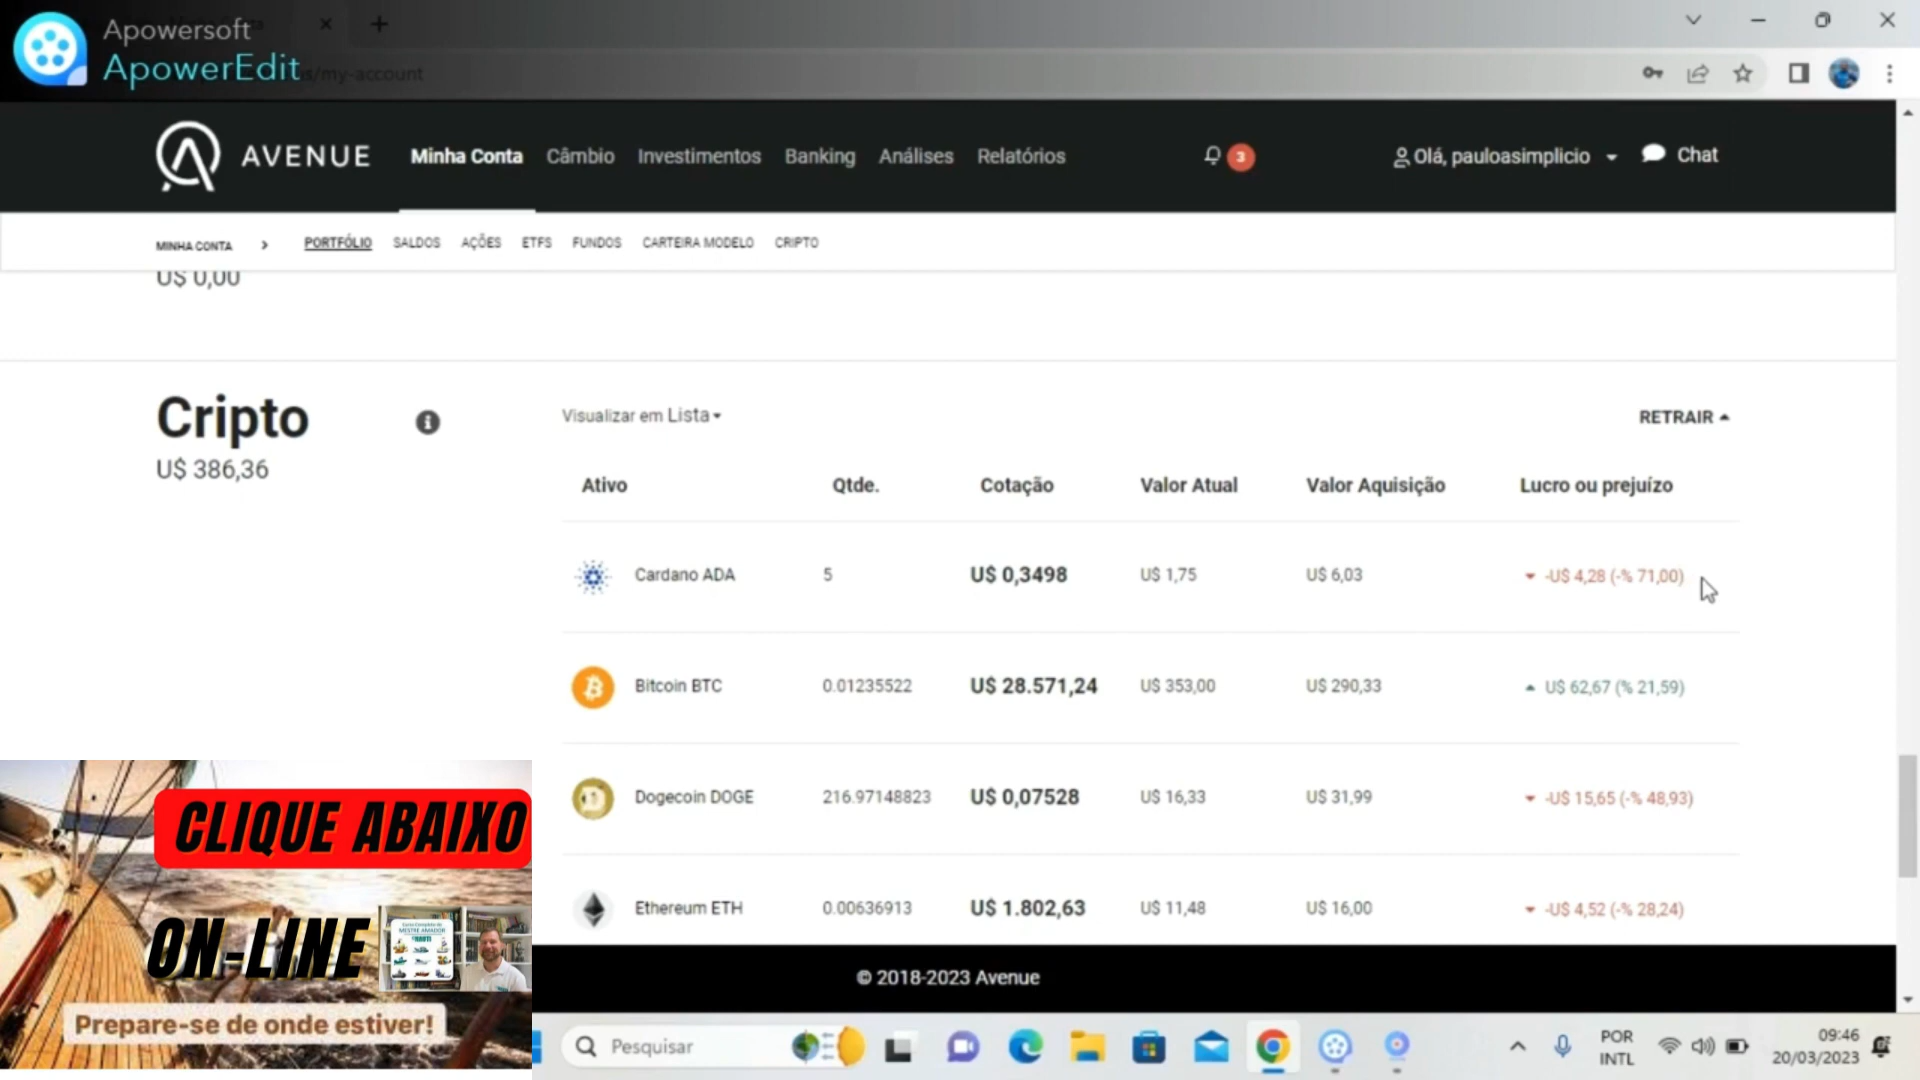 Apowersoft
ApowerEdit
/my-account
AVENUE
Minha Conta
Câmbio
Investimentos
Banking
Análises
Relatórios
3
Olá, pauloasimplicio
Chat
MINHA CONTA
PORTFÓLIO
SALDOS
AÇÕES
ETFS
FUNDOS
CARTEIRA MODELO
CRIPTO
U$ 0,00
Cripto
U$ 386,36
Visualizar em Lista
RETRAIR
Ativo Qtde. Cotação Valor Atual Valor Aquisição Lucro ou prejuízo
Cardano ADA 5 U$ 0,3498 U$ 1,75 U$ 6,03 -U$ 4,28 (-% 71,00)
Bitcoin BTC 0.01235522 U$ 28.571,24 U$ 353,00 U$ 290,33 U$ 62,67 (% 21,59)
Dogecoin DOGE 216.97148823 U$ 0,07528 U$ 16,33 U$ 31,99 -U$ 15,65 (-% 48,93)
Ethereum ETH 0.00636913 U$ 1.802,63 U$ 11,48 U$ 16,00 -U$ 4,52 (-% 28,24)
© 2018-2023 Avenue
CLIQUE ABAIXO
ON-LINE
MESTRE AMADOR
Prepare-se de onde estiver!
Pesquisar
POR
INTL
09:46
20/03/2023